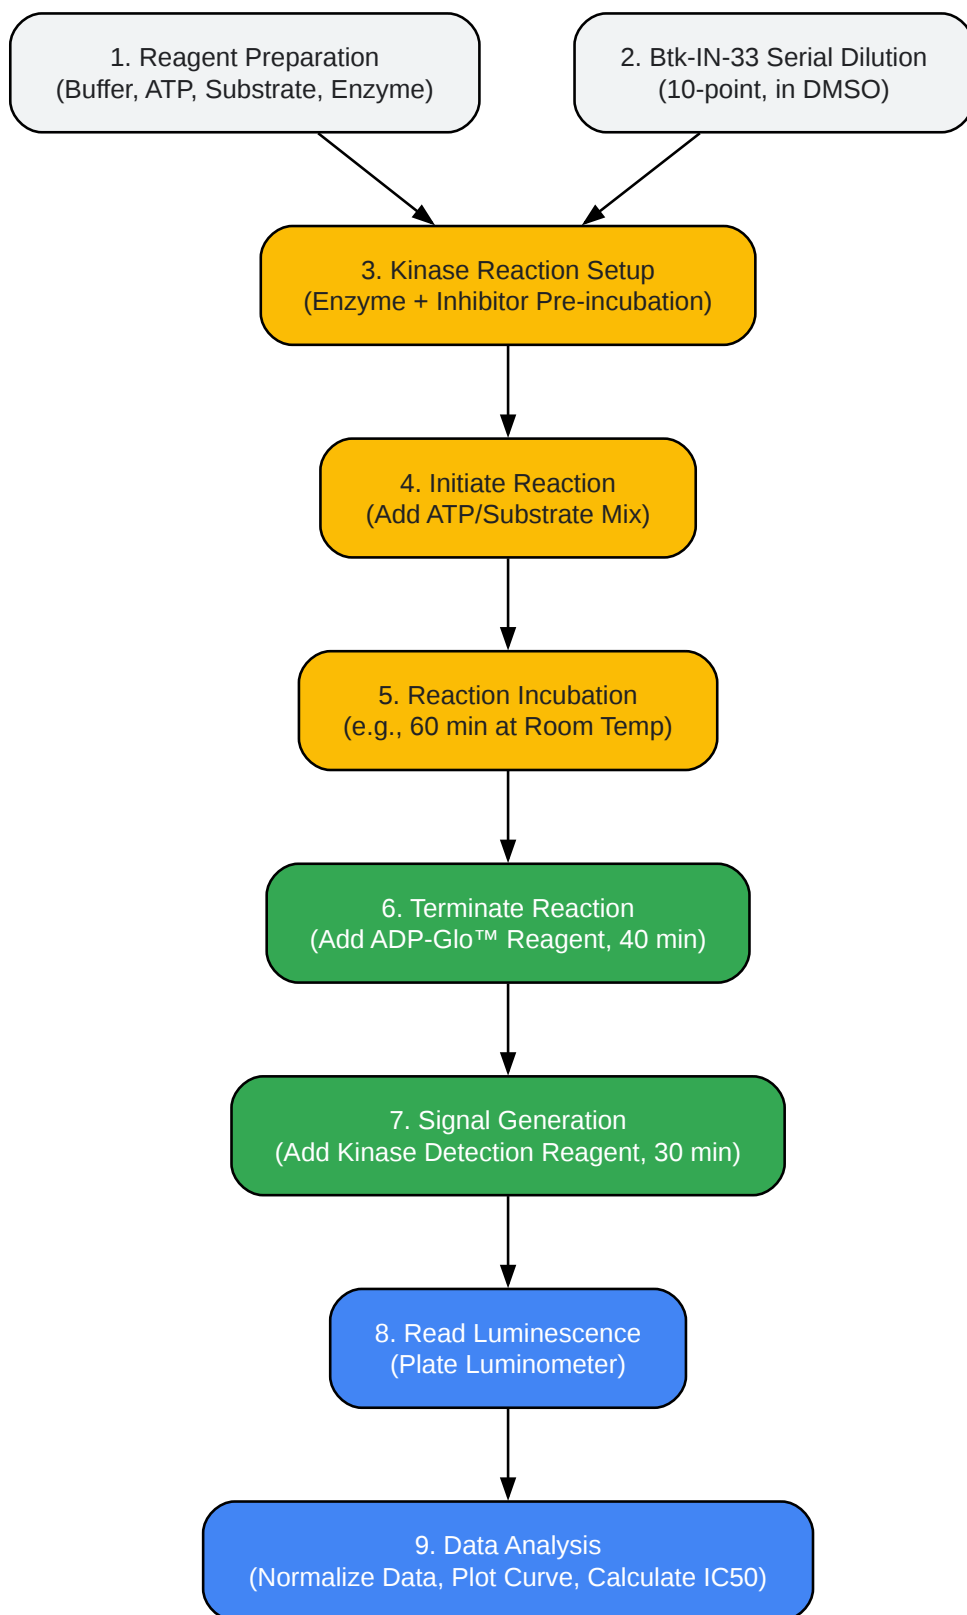 1. Reagent Preparation
(Buffer, ATP, Substrate, Enzyme)
2. Btk-IN-33 Serial Dilution
(10-point, in DMSO)
3. Kinase Reaction Setup
(Enzyme + Inhibitor Pre-incubation)
4. Initiate Reaction
(Add ATP/Substrate Mix)
5. Reaction Incubation
(e.g., 60 min at Room Temp)
6. Terminate Reaction
(Add ADP-Glo™ Reagent, 40 min)
7. Signal Generation
(Add Kinase Detection Reagent, 30 min)
8. Read Luminescence
(Plate Luminometer)
9. Data Analysis
(Normalize Data, Plot Curve, Calculate IC50)